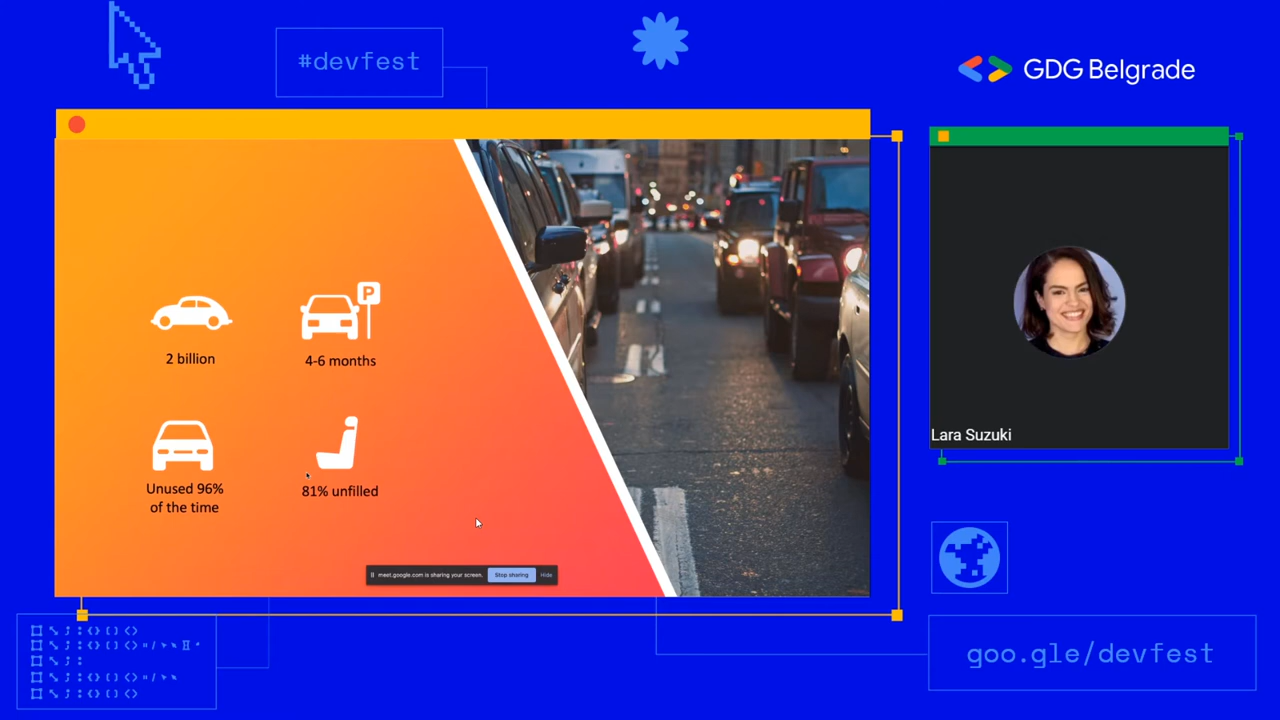 #devfest
GDG Belgrade
P
2 billion
4-6 months
Unused 96%
of the time
81% unfilled
meet.google.com is sharing your screen.
Stop sharing
Hide
Lara Suzuki
goo.gle/devfest